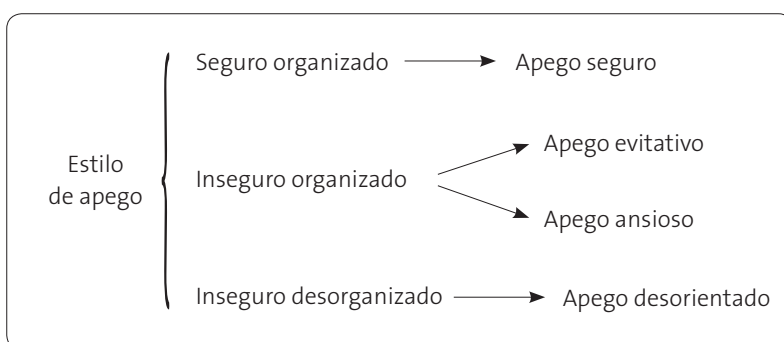 Estilo
de apego
Seguro organizado
Apego seguro
Inseguro organizado
Apego evitativo
Apego ansioso
Inseguro desorganizado
Apego desorientado